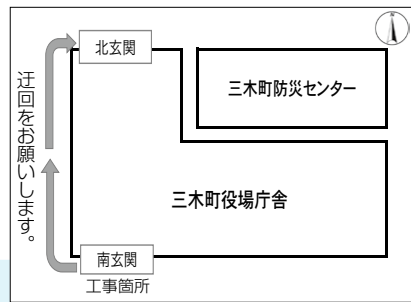 北玄関
三木町防災センター
迂回をお願いします。
三木町役場庁舎
南玄関
工事箇所